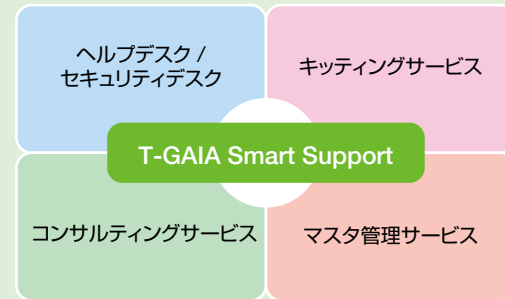 ヘルプデスク /
セキュリティデスク
キッティングサービス
T-GAIA Smart Support
コンサルティングサービス
マスタ管理サービス